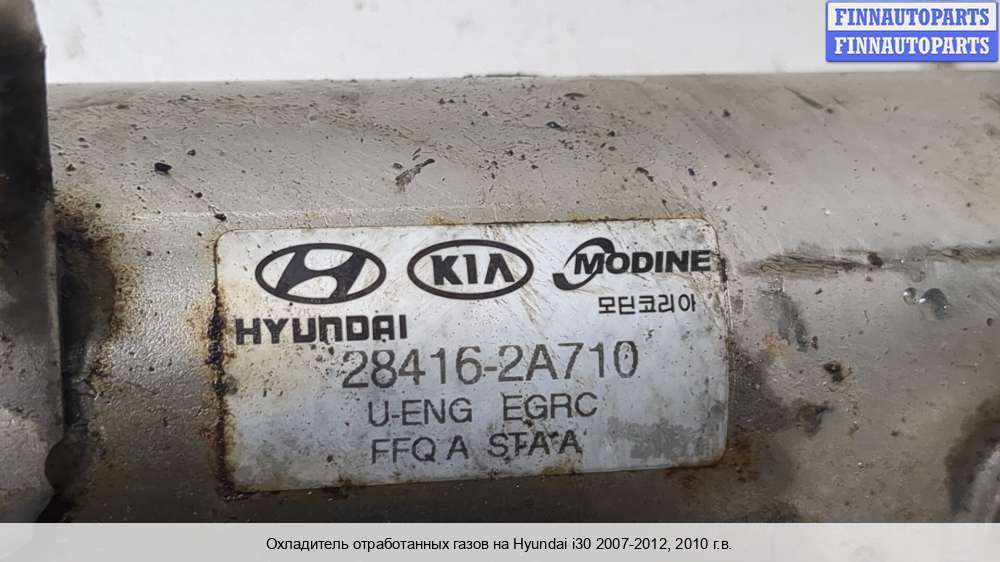 FINNAUTOPARTS
FINNAUTOPARTS
KIA MODINE
모딘코리아
HYUNDAI
28416-2A710
U-ENG EGRC
FFQ A STA A
Охладитель отработанных газов на Hyundai i30 2007-2012, 2010 г.в.